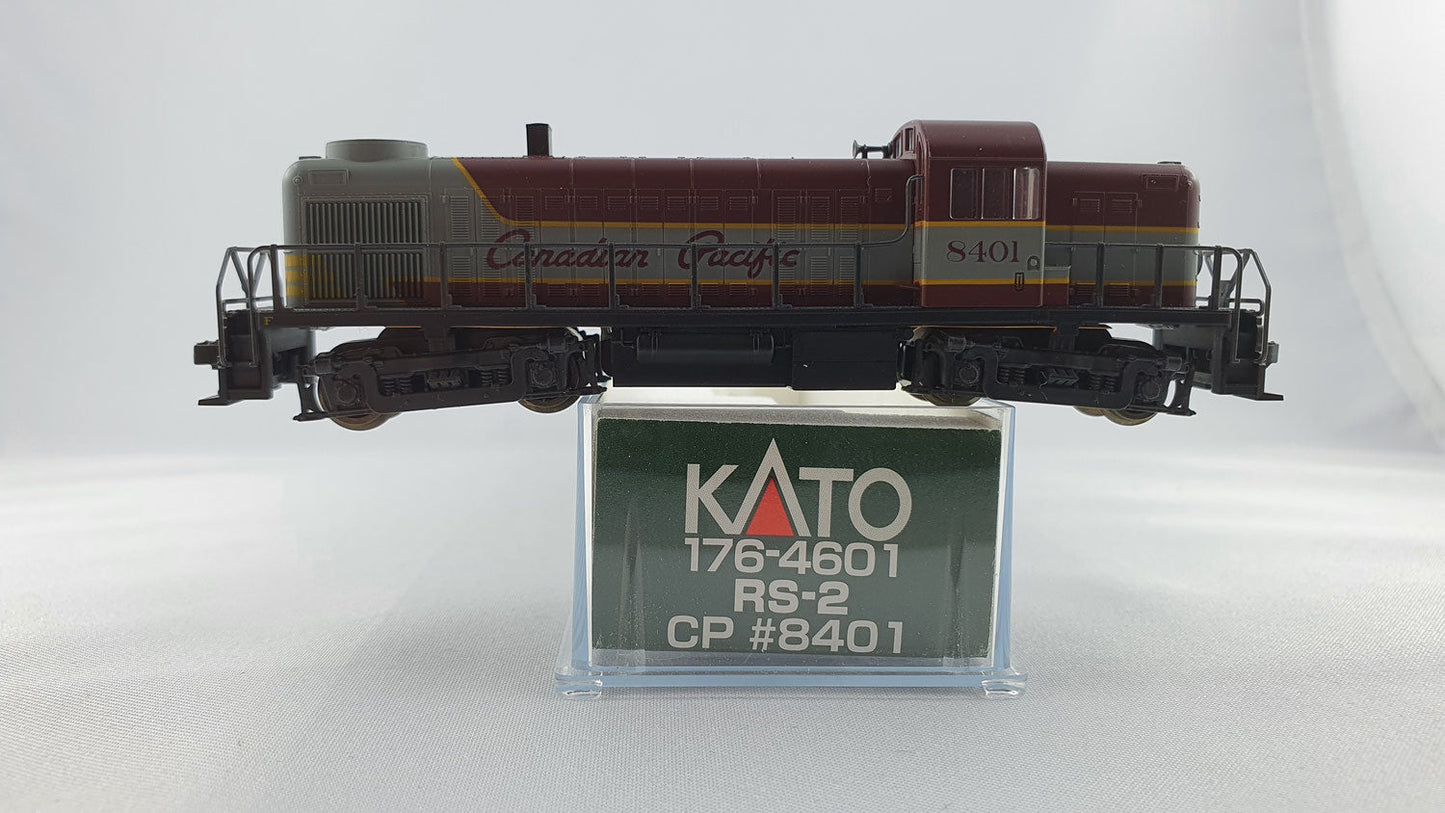 Canadian Pacific
8401
F
KATO
176-4601
RS-2
CP #8401